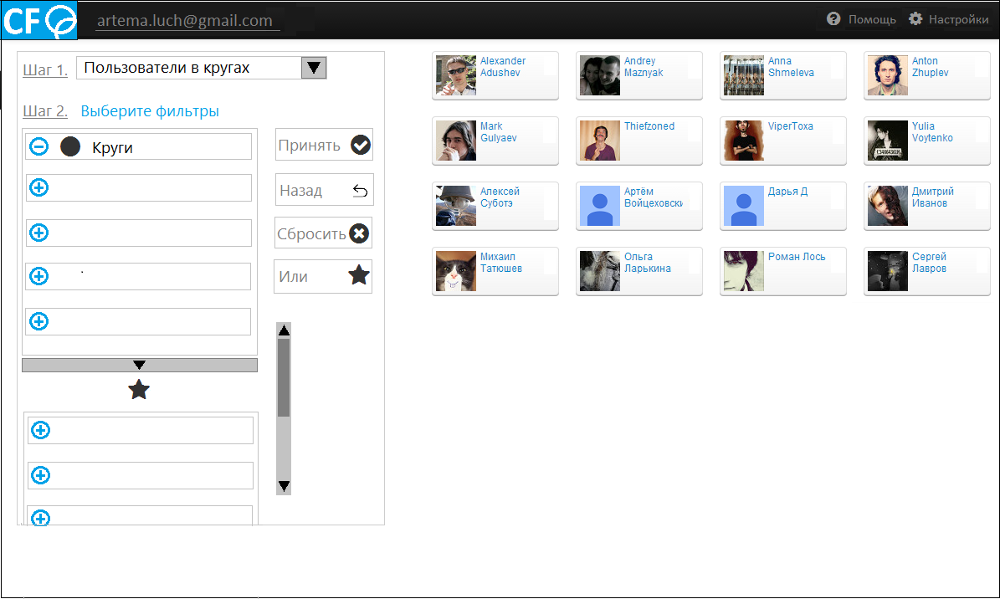 CF
artema.luch@gmail.com
Помощь
Настройки
Шаг 1. Пользователи в кругах
Шаг 2. Выберите фильтры
Круги
Принять
Назад
Сбросить
Или
Alexander
Adushev
Andrey
Maznyak
Anna
Shmeleva
Anton
Zhuplev
Mark
Gulyaev
Thiefzoned
ViperToxa
Yulia
Voytenko
Алексей
Суботэ
Артём
Войцеховски
Дарья Д
Дмитрий
Иванов
Михаил
Татюшев
Ольга
Ларькина
Роман Лось
Сергей
Лавров